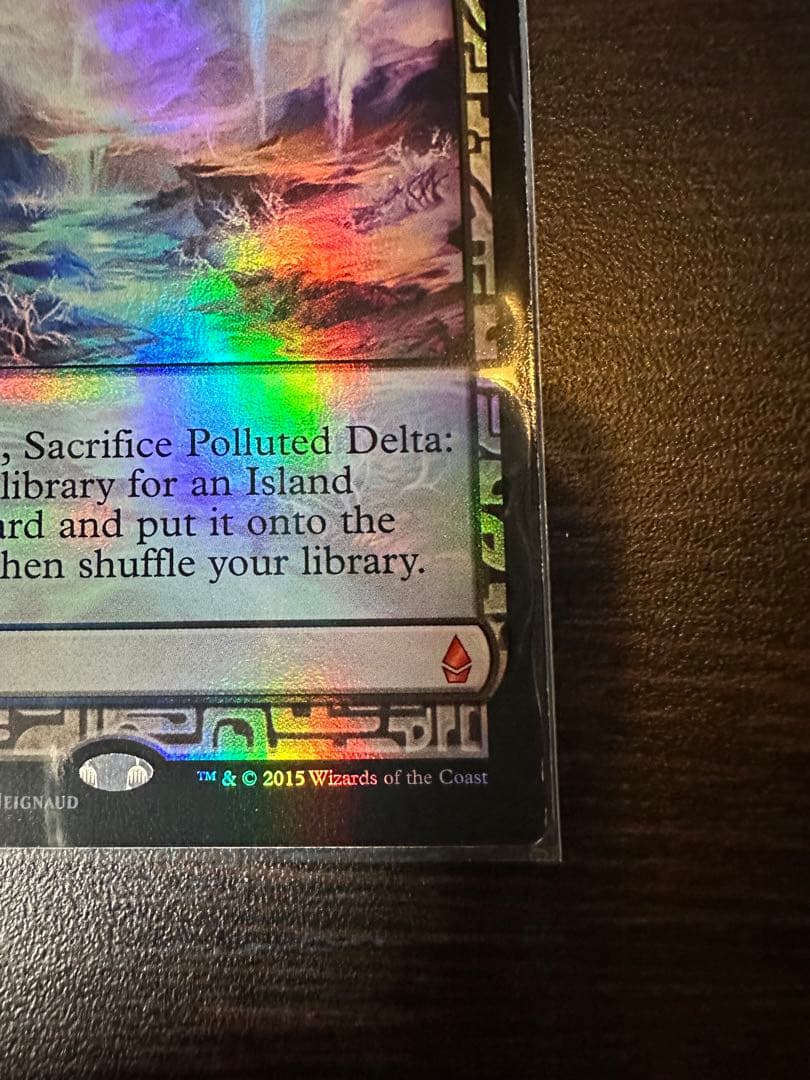 , Sacrifice Polluted Delta:
library for an Island
ard and put it onto the
hen shuffle your library.
™ & © 2015 Wizards of the Coast
EIGNAUD